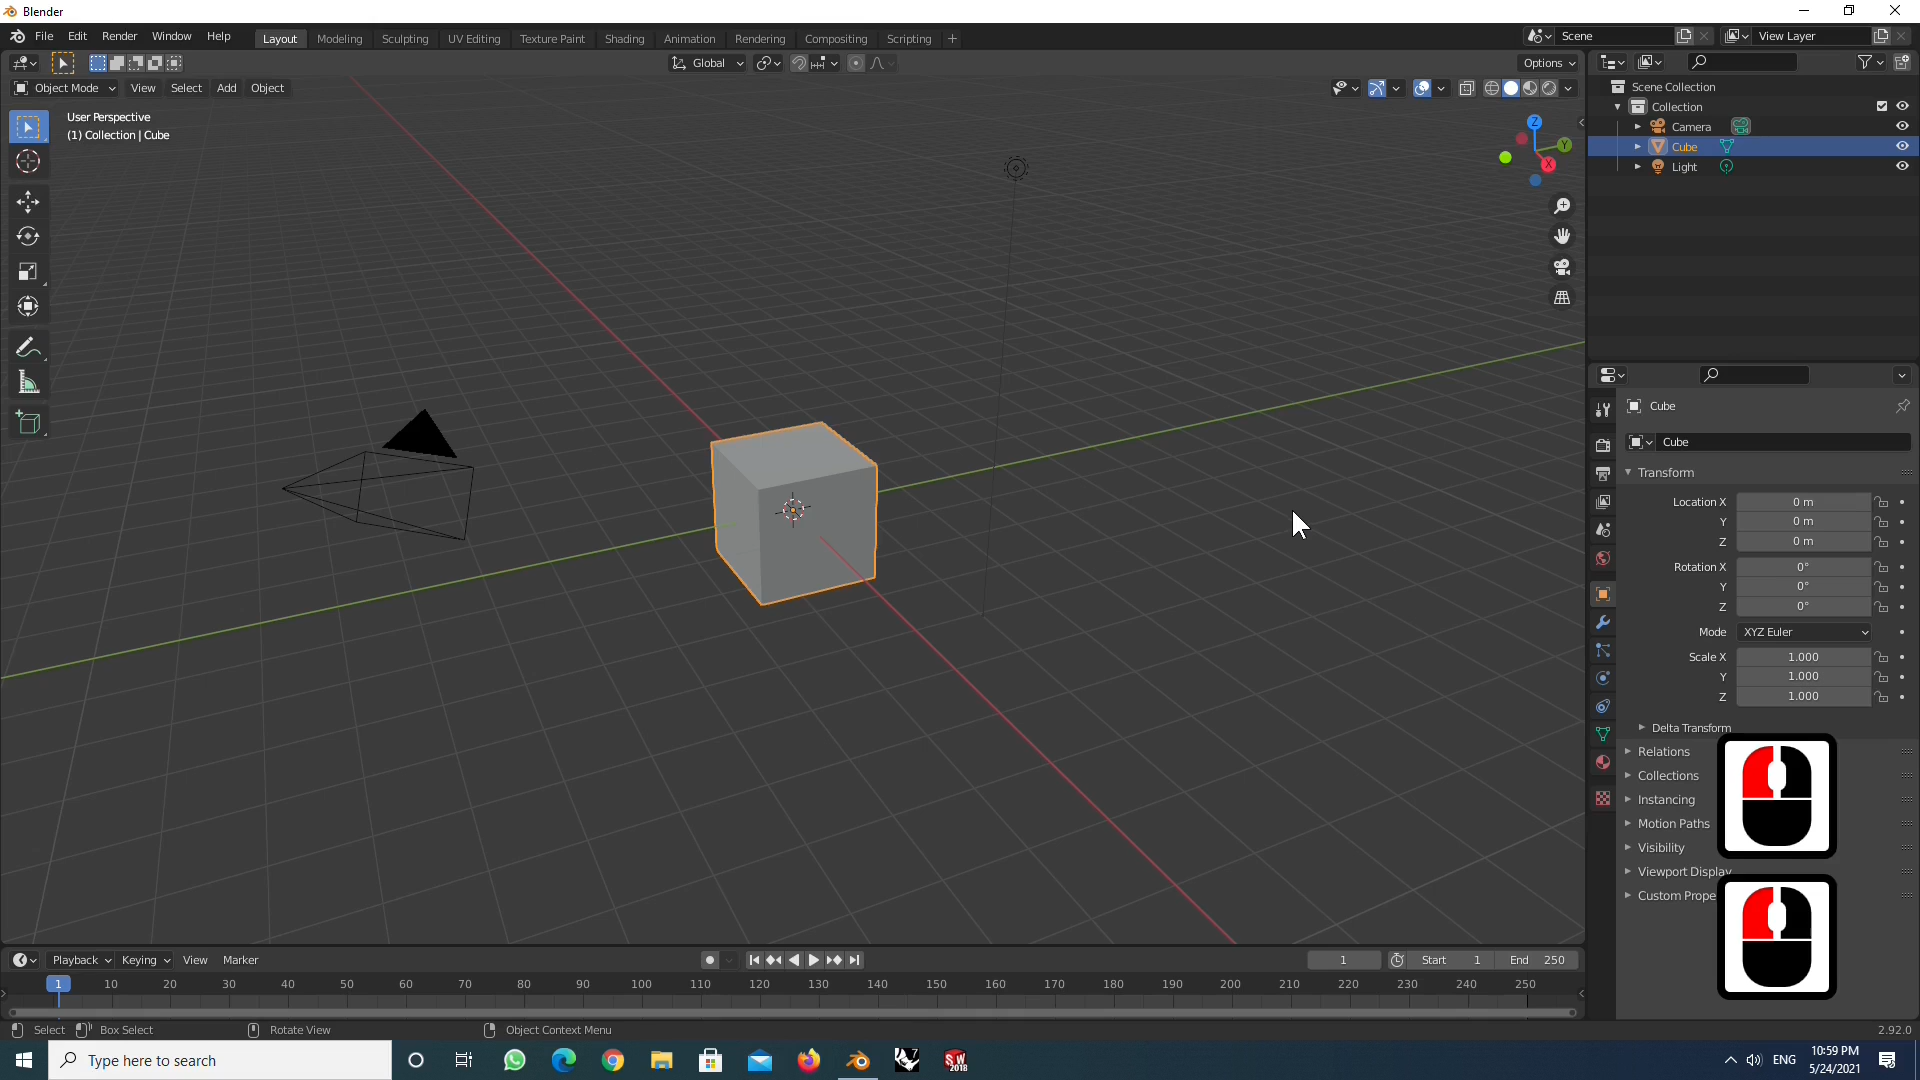 Blender
File Edit Render Window Help Layout Modeling Sculpting UV Editing Texture Paint Shading Animation Rendering Compositing Scripting + Scene View Layer
Global Options
Object Mode View Select Add Object
User Perspective
(1) Collection | Cube
Z
Y
X
Scene Collection
Collection
Camera
Cube
Light
Cube
Cube
Transform
Location X 0 m
Y 0 m
Z 0 m
Rotation X 0°
Y 0°
Z 0°
Mode XYZ Euler
Scale X 1.000
Y 1.000
Z 1.000
Delta Transform
Relations
Collections
Instancing
Motion Paths
Visibility
Viewport Display
Custom Prope
Playback Keying View Marker 1 Start 1 End 250
1 10 20 30 40 50 60 70 80 90 100 110 120 130 140 150 160 170 180 190 200 210 220 230 240 250
Select Box Select Rotate View Object Context Menu 2.92.0
Type here to search
7
SW
2018
ENG
10:59 PM
5/24/2021